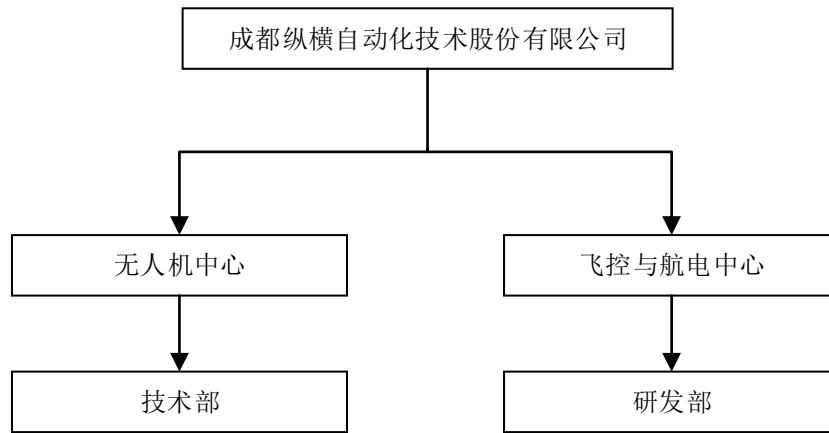 成都纵横自动化技术股份有限公司
无人机中心
飞控与航电中心
技术部
研发部